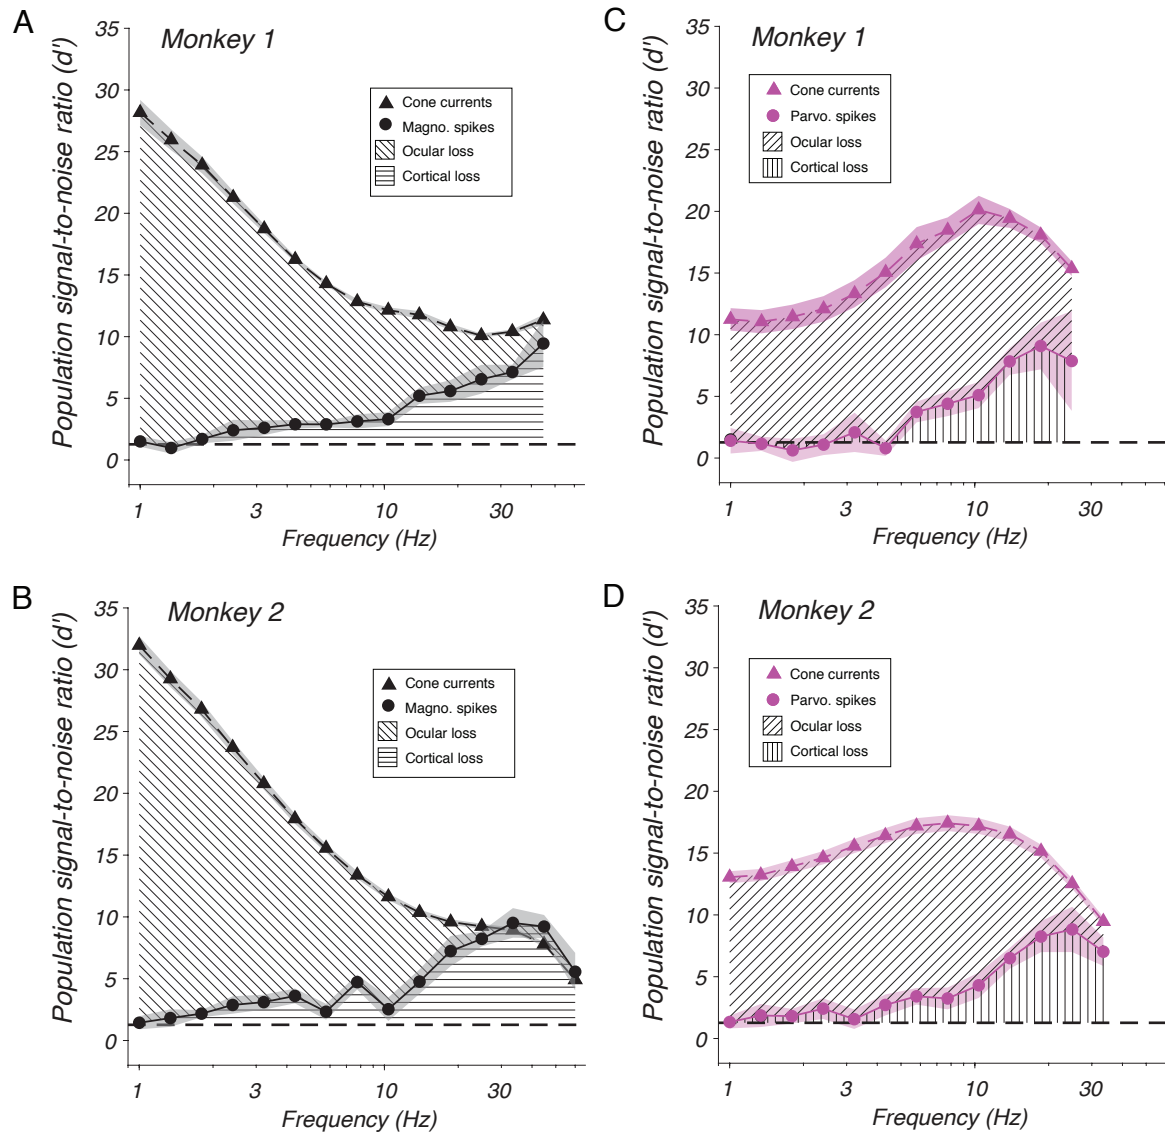 A
Monkey 1
Population signal-to-noise ratio (d')
35
30
25
20
15
10
5
0
Cone currents
Magno. spikes
Ocular loss
Cortical loss
1
3
10
30
Frequency (Hz)
C
Monkey 1
Population signal-to-noise ratio (d')
35
30
25
20
15
10
5
0
Cone currents
Parvo. spikes
Ocular loss
Cortical loss
1
3
10
30
Frequency (Hz)
B
Monkey 2
Population signal-to-noise ratio (d')
35
30
25
20
15
10
5
0
Cone currents
Magno. spikes
Ocular loss
Cortical loss
1
3
10
30
Frequency (Hz)
D
Monkey 2
Population signal-to-noise ratio (d')
35
30
25
20
15
10
5
0
Cone currents
Parvo. spikes
Ocular loss
Cortical loss
1
3
10
30
Frequency (Hz)